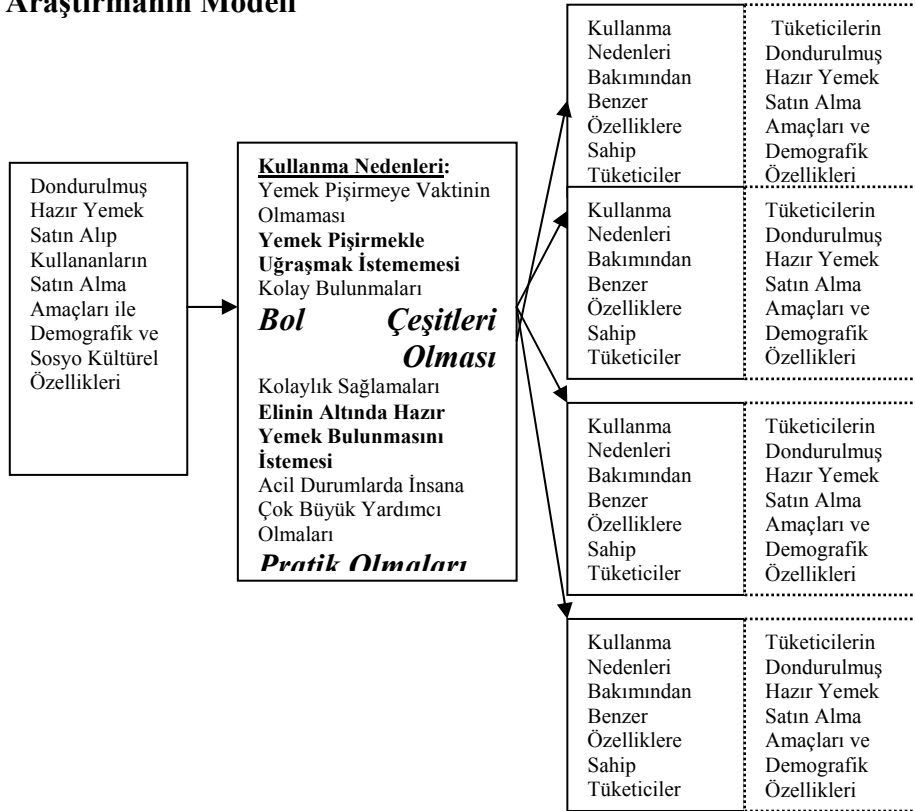 Araştırmanın Modeli
Dondurulmuş
Hazır Yemek
Satın Alıp
Kullananların
Satın Alma
Amaçları ile
Demografik ve
Sosyo Kültürel
Özellikleri
Kullanma Nedenleri:
Yemek Pişirmeye Vaktinin
Olmaması
Yemek Pişirmekle
Uğraşmak İstememesi
Kolay Bulunmaları
Bol Çeşitleri
Olması
Kolaylık Sağlamaları
Elinin Altında Hazır
Yemek Bulunmasını
İstemesi
Acil Durumlarda İnsana
Çok Büyük Yardımcı
Olmaları
Pratik Olmaları
Kullanma
Nedenleri
Bakımından
Benzer
Özelliklere
Sahip
Tüketiciler
Tüketicilerin
Dondurulmuş
Hazır Yemek
Satın Alma
Amaçları ve
Demografik
Özellikleri
Kullanma
Nedenleri
Bakımından
Benzer
Özelliklere
Sahip
Tüketiciler
Tüketicilerin
Dondurulmuş
Hazır Yemek
Satın Alma
Amaçları ve
Demografik
Özellikleri
Kullanma
Nedenleri
Bakımından
Benzer
Özelliklere
Sahip
Tüketiciler
Tüketicilerin
Dondurulmuş
Hazır Yemek
Satın Alma
Amaçları ve
Demografik
Özellikleri
Kullanma
Nedenleri
Bakımından
Benzer
Özelliklere
Sahip
Tüketiciler
Tüketicilerin
Dondurulmuş
Hazır Yemek
Satın Alma
Amaçları ve
Demografik
Özellikleri